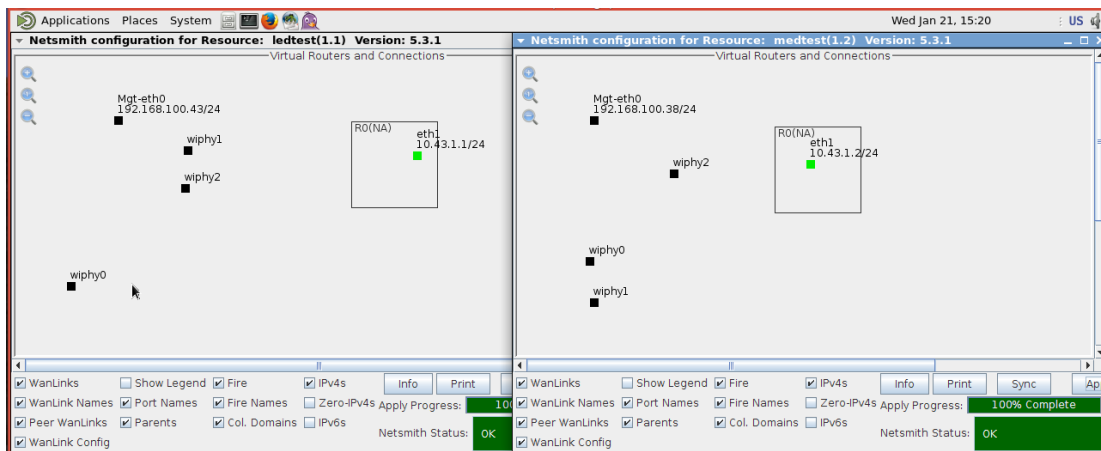 Applications Places System
Wed Jan 21, 15:20
US
Netsmith configuration for Resource: ledtest(1.1) Version: 5.3.1
Virtual Routers and Connections
Mgt-eth0
192.168.100.43/24
wiphy1
wiphy2
R0(NA)
eth1
10.43.1.1/24
wiphy0
WanLinks Show Legend Fire IPv4s Info Print
WanLink Names Port Names Fire Names Zero-IPv4s Apply Progress: 10
Peer WanLinks Parents Col. Domains IPv6s
WanLink Config
Netsmith Status: OK
Netsmith configuration for Resource: medtest(1.2) Version: 5.3.1
Virtual Routers and Connections
Mgt-eth0
192.168.100.38/24
wiphy2
R0(NA)
eth1
10.43.1.2/24
wiphy0
wiphy1
WanLinks Show Legend Fire IPv4s Info Print Sync Ap
WanLink Names Port Names Fire Names Zero-IPv4s Apply Progress: 100% Complete
Peer WanLinks Parents Col. Domains IPv6s
WanLink Config
Netsmith Status: OK